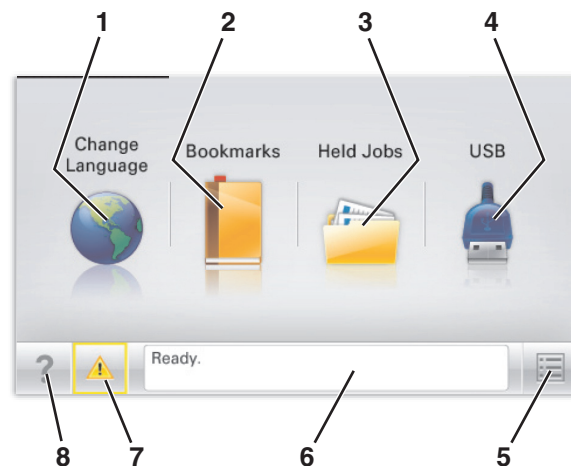 1 2 3 4
Change
Language
Bookmarks
Held Jobs
USB
?
!
Ready.
8 7 6 5